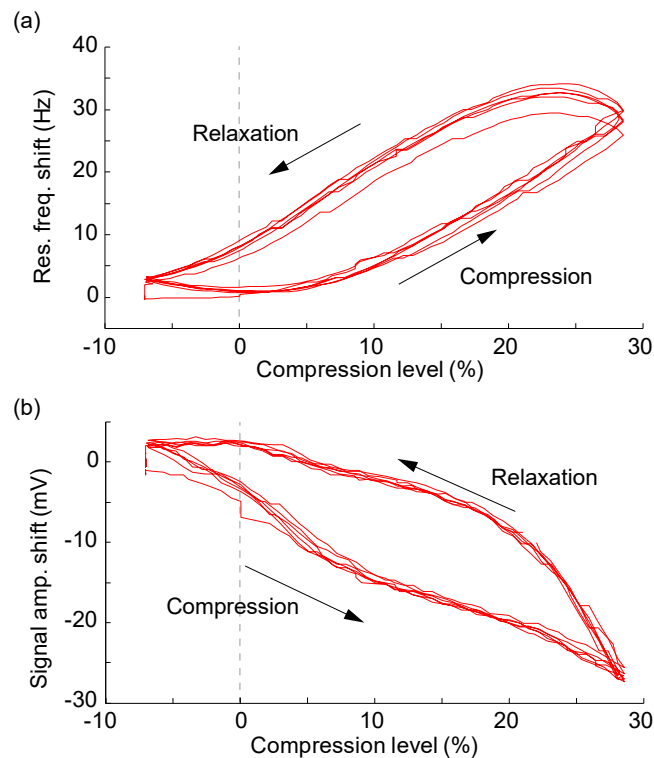 (a)
40
30
20
10
0
Res. freq. shift (Hz)
Relaxation
Compression
-10
0
10
20
30
Compression level (%)
(b)
0
-10
-20
-30
Signal amp. shift (mV)
Relaxation
Compression
-10
0
10
20
30
Compression level (%)